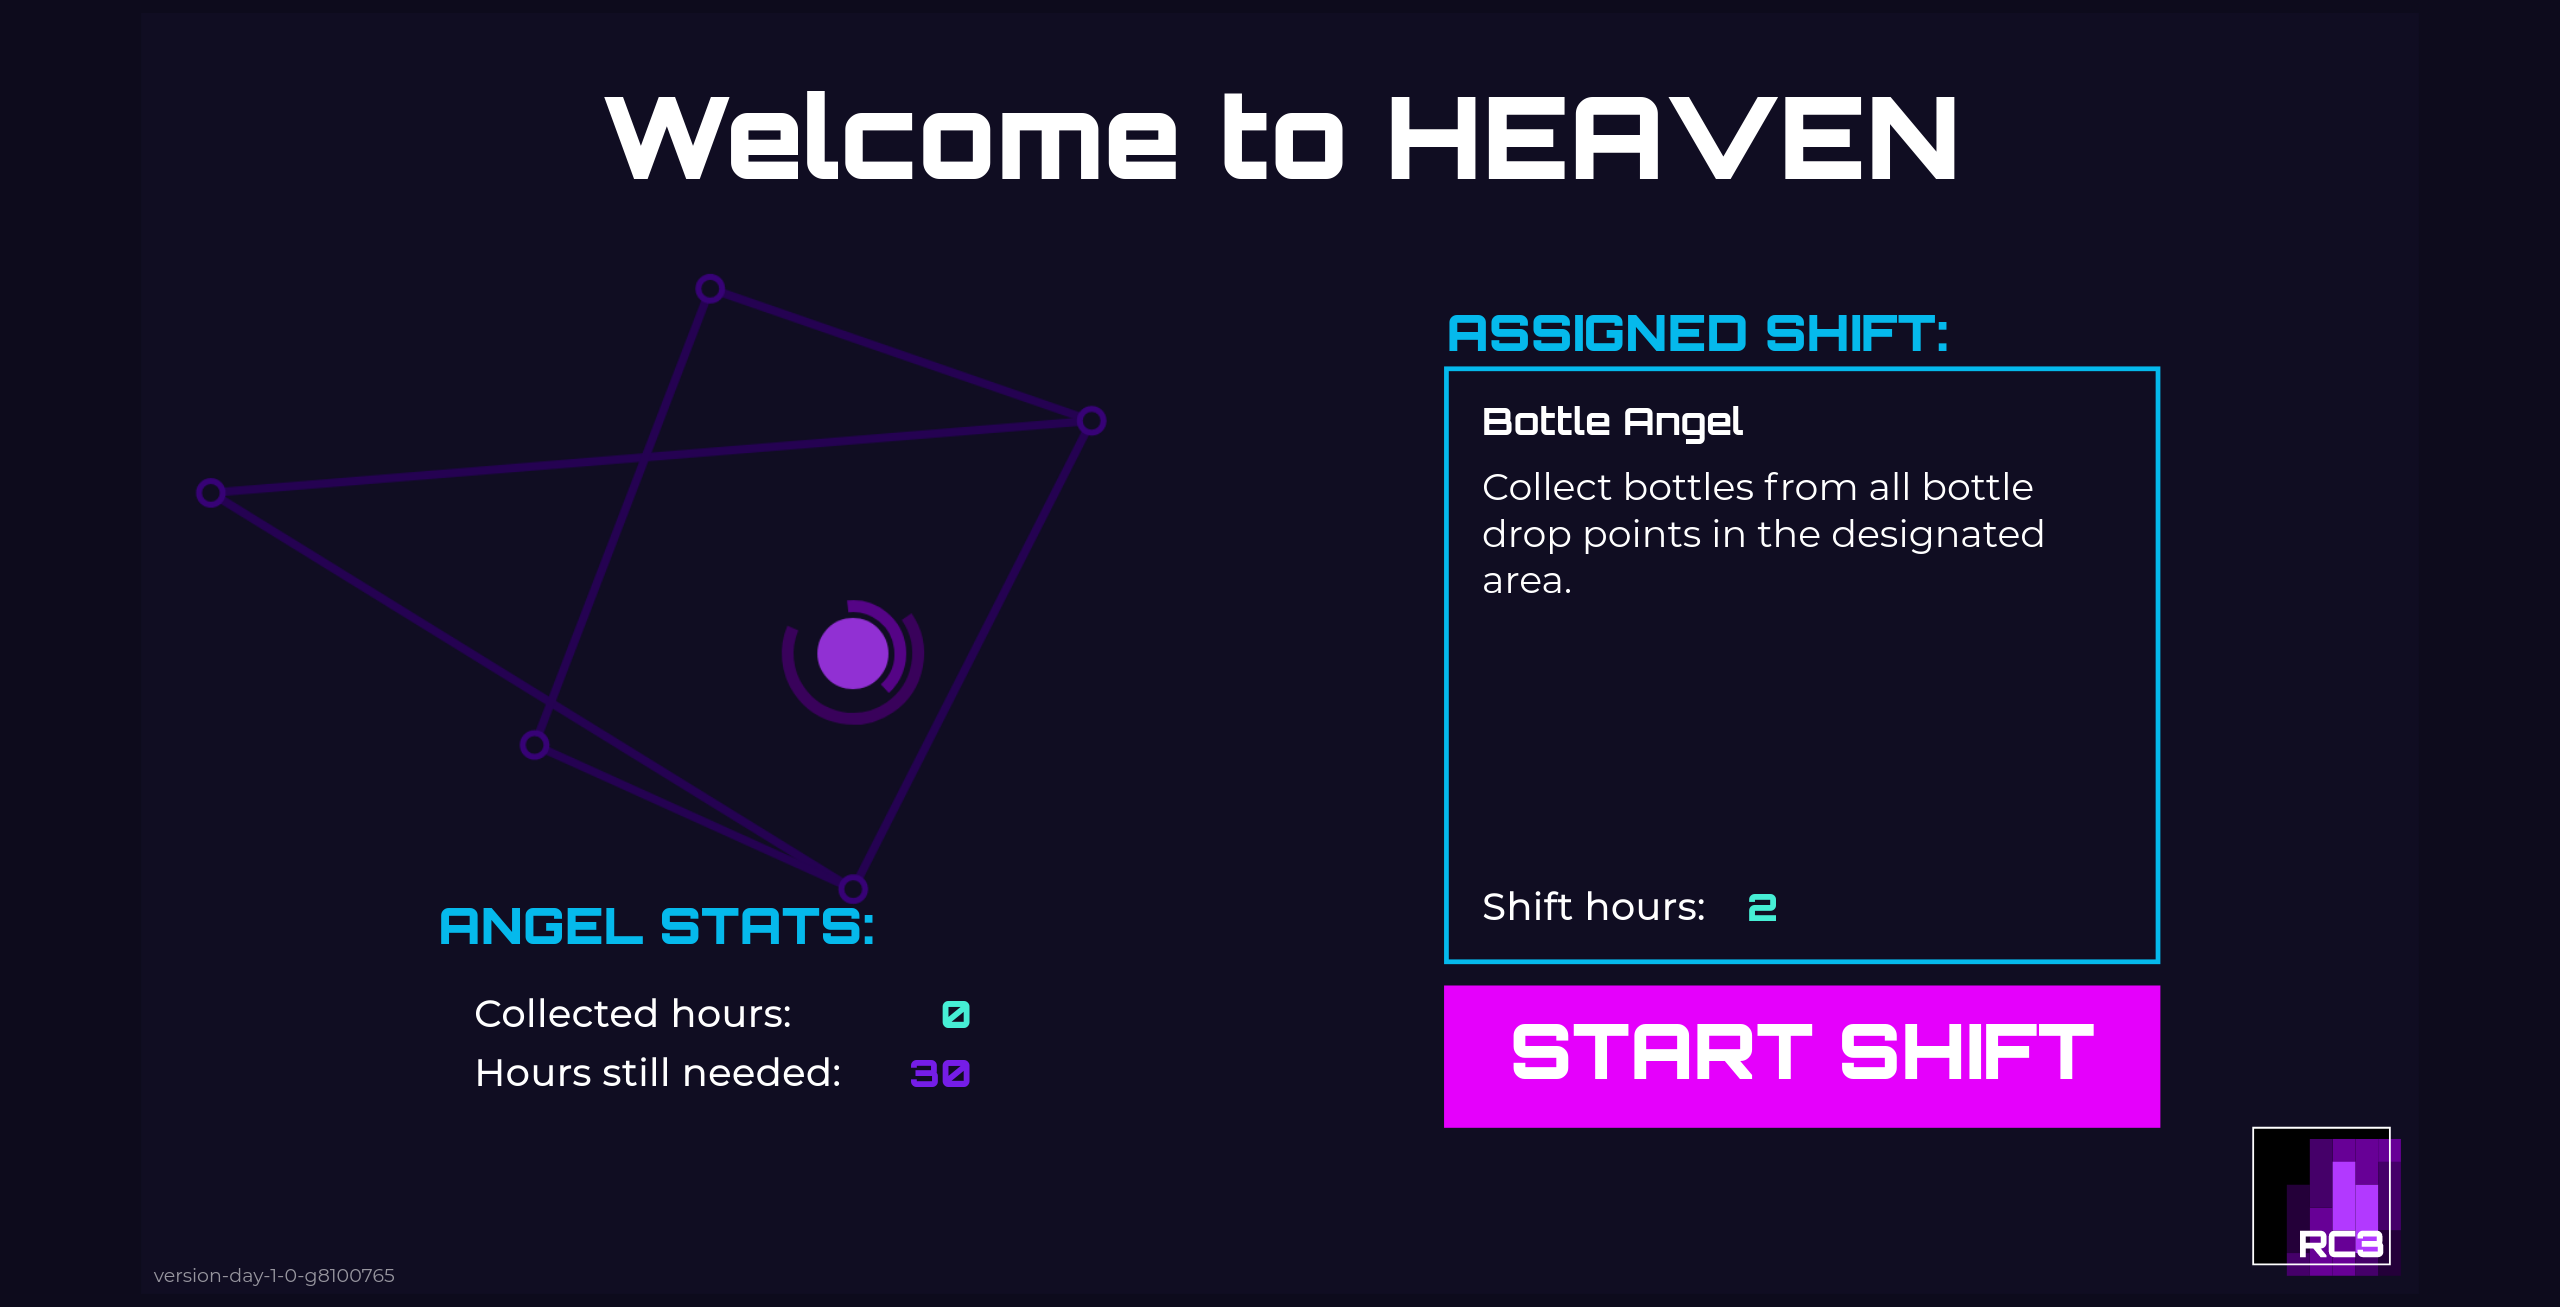 Welcome to HEAVEN
ASSIGNED SHIFT:
Bottle Angel
Collect bottles from all bottle
drop points in the designated
area.
Shift hours: 2
START SHIFT
ANGEL STATS:
Collected hours: 0
Hours still needed: 30
RC3
version-day-1-0-g8100765